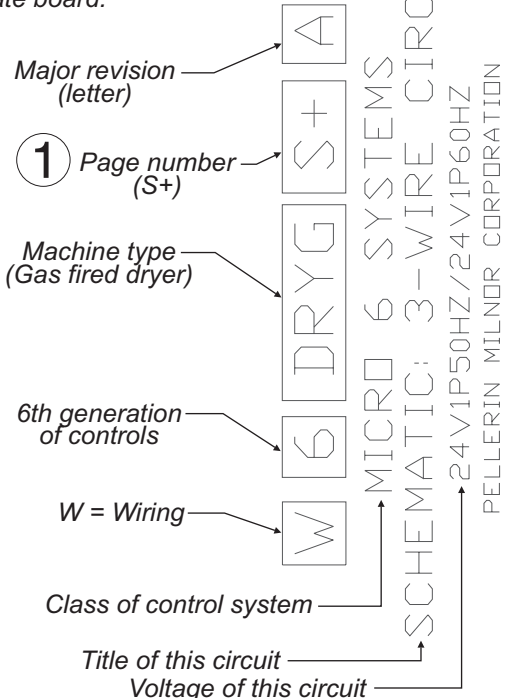 ate board.
Major revision
(letter)
1 Page number
(S+)
Machine type
(Gas fired dryer)
6th generation
of controls
W = Wiring
Class of control system
Title of this circuit
Voltage of this circuit
W 6 DRYG S+ A
MICRO 6 SYSTEMS
SCHEMATIC: 3-WIRE CIRC
24V1P50HZ/24V1P60HZ
PELLERIN MILNOR CORPORATION